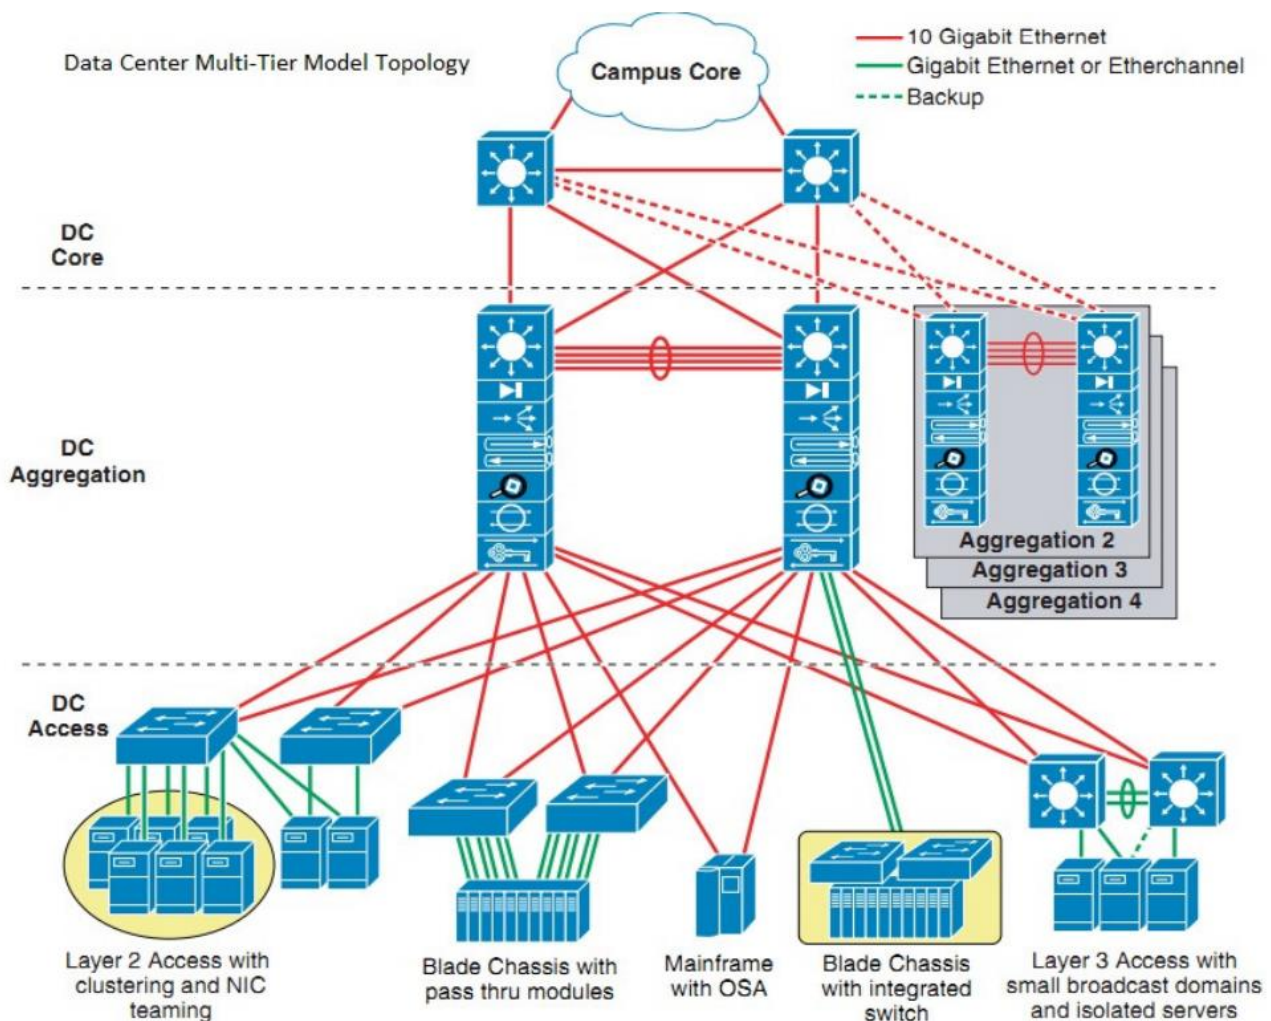 Data Center Multi-Tier Model Topology
Campus Core
10 Gigabit Ethernet
Gigabit Ethernet or Etherchannel
Backup
DC
Core
DC
Aggregation
Aggregation 2
Aggregation 3
Aggregation 4
DC
Access
Layer 2 Access with
clustering and NIC
teaming
Blade Chassis with
pass thru modules
Mainframe
with OSA
Blade Chassis
with integrated
switch
Layer 3 Access with
small broadcast domains
and isolated servers